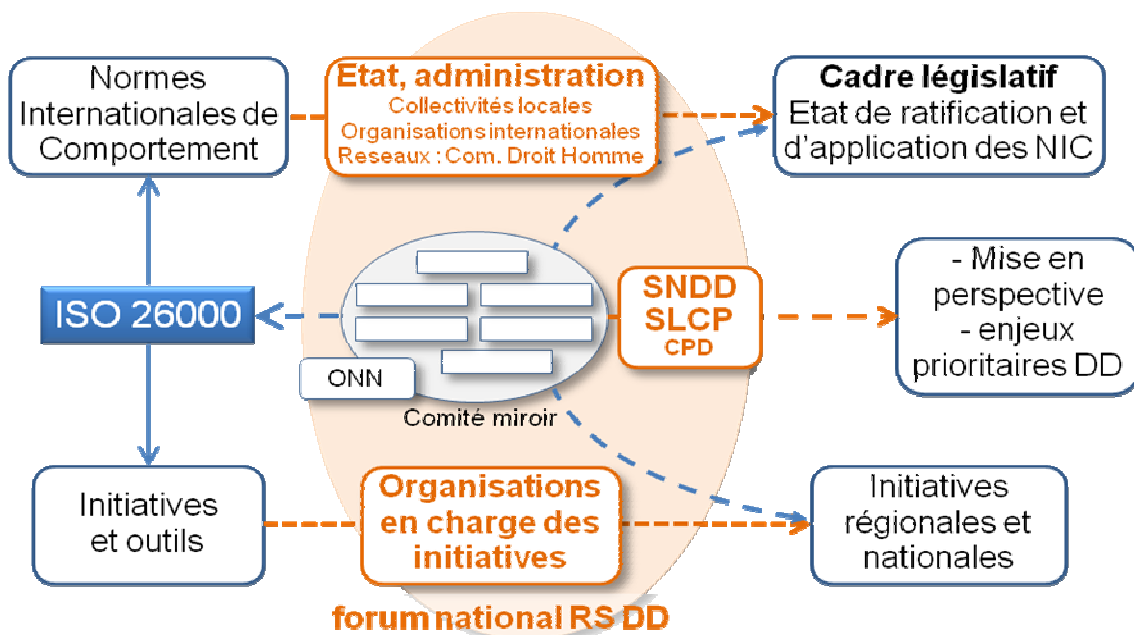 Normes
Internationales de
Comportement
Etat, administration
Collectivités locales
Organisations internationales
Reseaux : Com. Droit Homme
Cadre législatif
Etat de ratification et
d'application des NIC
ISO 26000
ONN
Comité miroir
SNDD
SLCP
CPD
- Mise en
perspective
- enjeux
prioritaires DD
Initiatives
et outils
Organisations
en charge des
initiatives
Initiatives
régionales et
nationales
forum national RS DD